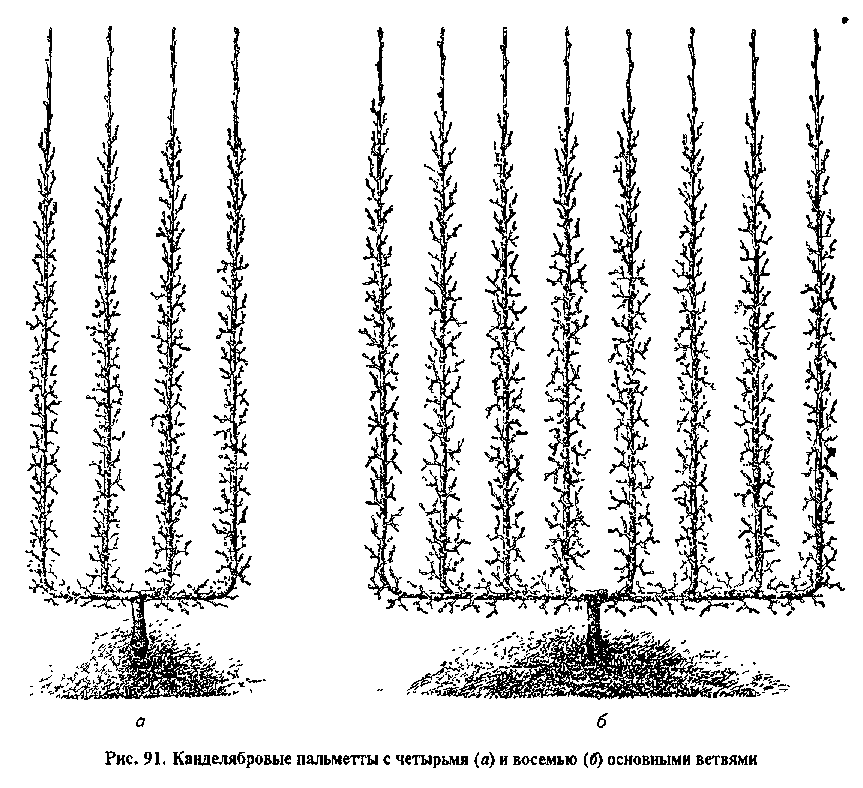 а
б
Рис. 91. Канделябровые пальметты с четырьмя (а) и восемью (б) основными ветвями